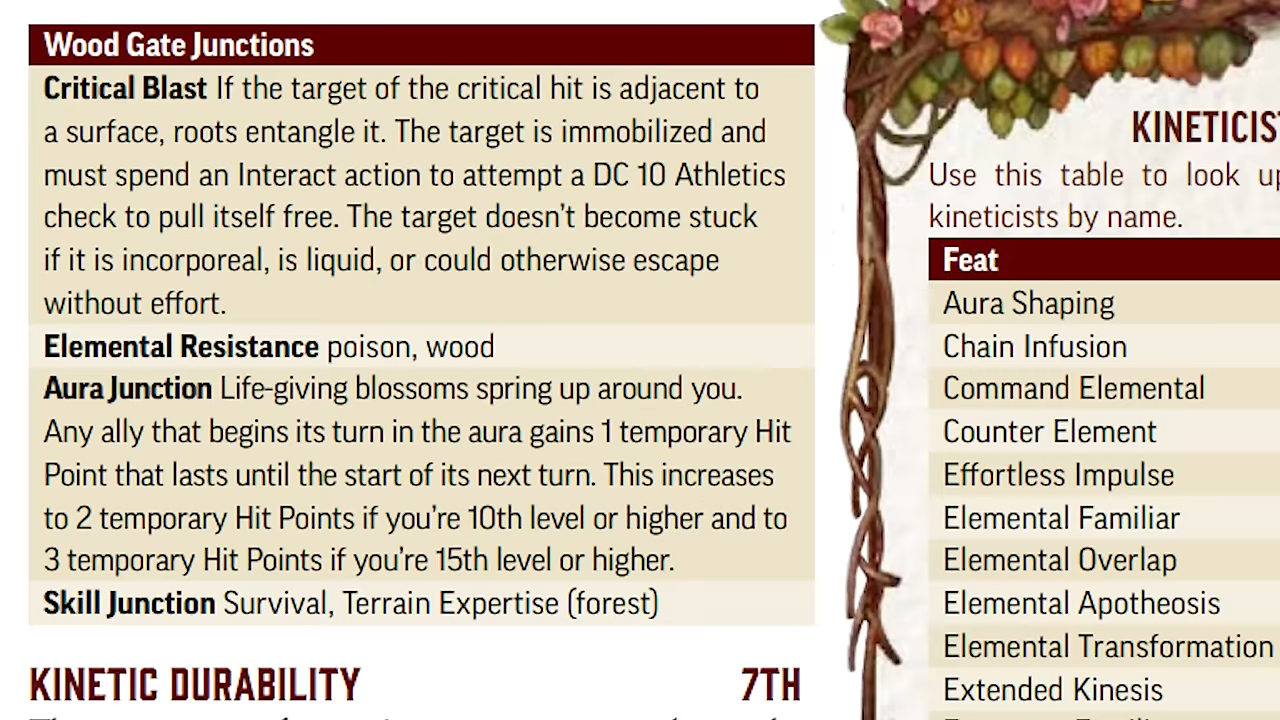 Wood Gate Junctions
Critical Blast If the target of the critical hit is adjacent to
a surface, roots entangle it. The target is immobilized and
must spend an Interact action to attempt a DC 10 Athletics
check to pull itself free. The target doesn't become stuck
if it is incorporeal, is liquid, or could otherwise escape
without effort.
Elemental Resistance poison, wood
Aura Junction Life-giving blossoms spring up around you.
Any ally that begins its turn in the aura gains 1 temporary Hit
Point that lasts until the start of its next turn. This increases
to 2 temporary Hit Points if you're 10th level or higher and to
3 temporary Hit Points if you're 15th level or higher.
Skill Junction Survival, Terrain Expertise (forest)
KINETIC DURABILITY 7TH
Use this table to look
kineticists by name.
Feat
Aura Shaping
Chain Infusion
Command Elemental
Counter Element
Effortless Impulse
Elemental Familiar
Elemental Overlap
Elemental Apotheosis
Elemental Transformation
Extended Kinesis